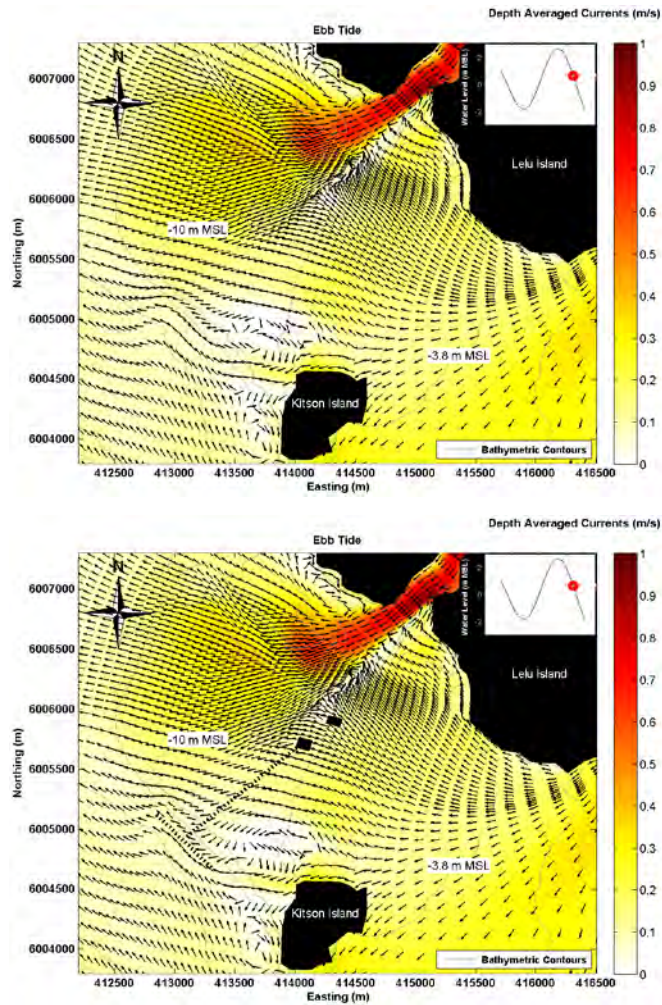 Depth Averaged Currents (m/s)
Ebb Tide
N
Water Level (m MSL)
2
0
-2
Lelu Island
-10 m MSL
-3.8 m MSL
Kitson Island
Bathymetric Contours
6007000
6006500
6006000
6005500
6005000
6004500
6004000
Northing (m)
412500 413000 413500 414000 414500 415000 415500 416000 416500
Easting (m)
1
0.9
0.8
0.7
0.6
0.5
0.4
0.3
0.2
0.1
0
Depth Averaged Currents (m/s)
Ebb Tide
N
Water Level (m MSL)
2
0
-2
Lelu Island
-10 m MSL
-3.8 m MSL
Kitson Island
Bathymetric Contours
6007000
6006500
6006000
6005500
6005000
6004500
6004000
Northing (m)
412500 413000 413500 414000 414500 415000 415500 416000 416500
Easting (m)
1
0.9
0.8
0.7
0.6
0.5
0.4
0.3
0.2
0.1
0